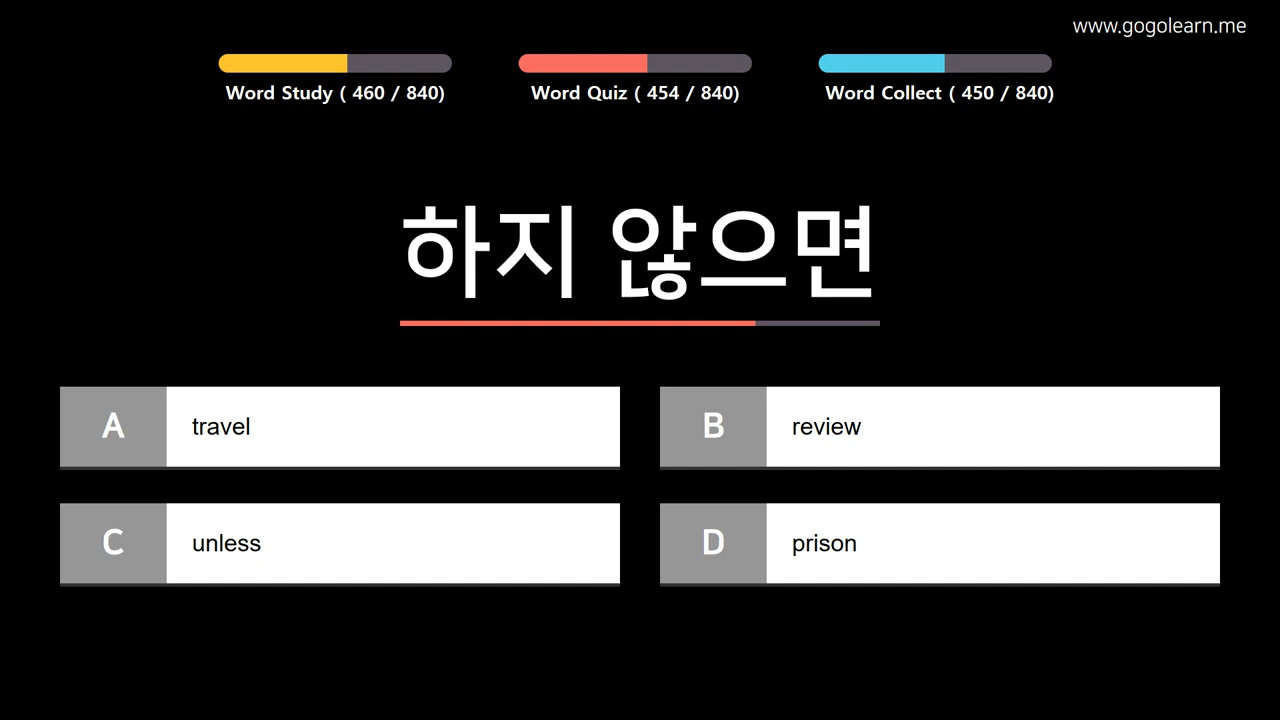 www.gogolearn.me
Word Study ( 460 / 840)
Word Quiz ( 454 / 840)
Word Collect ( 450 / 840)
하지 않으면
A travel
B review
C unless
D prison